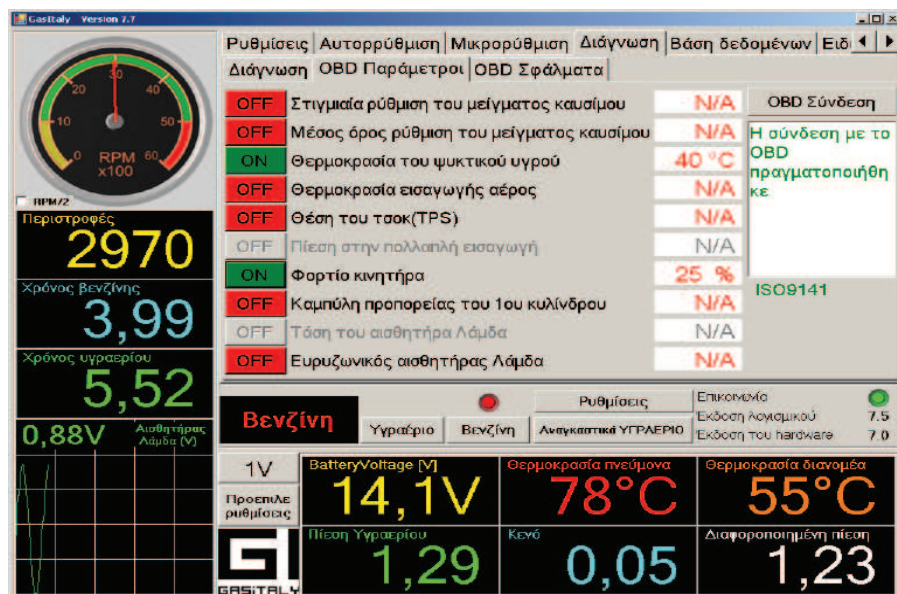 GasItaly Version 7.7
Ρυθμίσεις Αυτορρύθμιση Μικρορύθμιση Διάγνωση Βάση δεδομένων Ειδι
Διάγνωση OBD Παράμετροι OBD Σφάλματα
0 10 20 30 40 50 60
RPM x100
RPM/2
OFF Στιγμιαία ρύθμιση του μείγματος καυσίμου N/A
OFF Μέσος όρος ρύθμιση του μείγματος καυσίμου N/A
ON Θερμοκρασία του ψυκτικού υγρού 40 °C
OFF Θερμοκρασία εισαγωγής αέρος N/A
OFF Θέση του τσοκ(TPS) N/A
OFF Πίεση στην πολλαπλή εισαγωγή N/A
ON Φορτίο κινητήρα 25 %
OFF Καμπύλη προπορείας του 1ου κυλίνδρου N/A
OFF Τάση του αισθητήρα Λάμδα N/A
OFF Ευρυζωνικός αισθητήρας Λάμδα N/A
OBD Σύνδεση
Η σύνδεση με το
OBD
πραγματοποιήθη
κε
ISO9141
Περιστροφές
2970
Χρόνος βενζίνης
3,99
Χρόνος υγραερίου
5,52
0,88V Αισθητήρας
Λάμδα (V)
Βενζίνη
Υγραέριο Βενζίνη
Ρυθμίσεις
Αναγκαστικά ΥΓΡΑΕΡΙΟ
Επικοινωνία
Έκδοση λογισμικού 7.5
Έκδοση του hardware 7.0
1V
Προεπιλε
ρυθμίσεις
GASITALY
BatteryVoltage [V]
14,1V
Θερμοκρασία πνεύμονα
78°C
Θερμοκρασία διανομέα
55°C
Πίεση Υγραερίου
1,29
Κενό
0,05
Διαφοροποιημένη πίεση
1,23